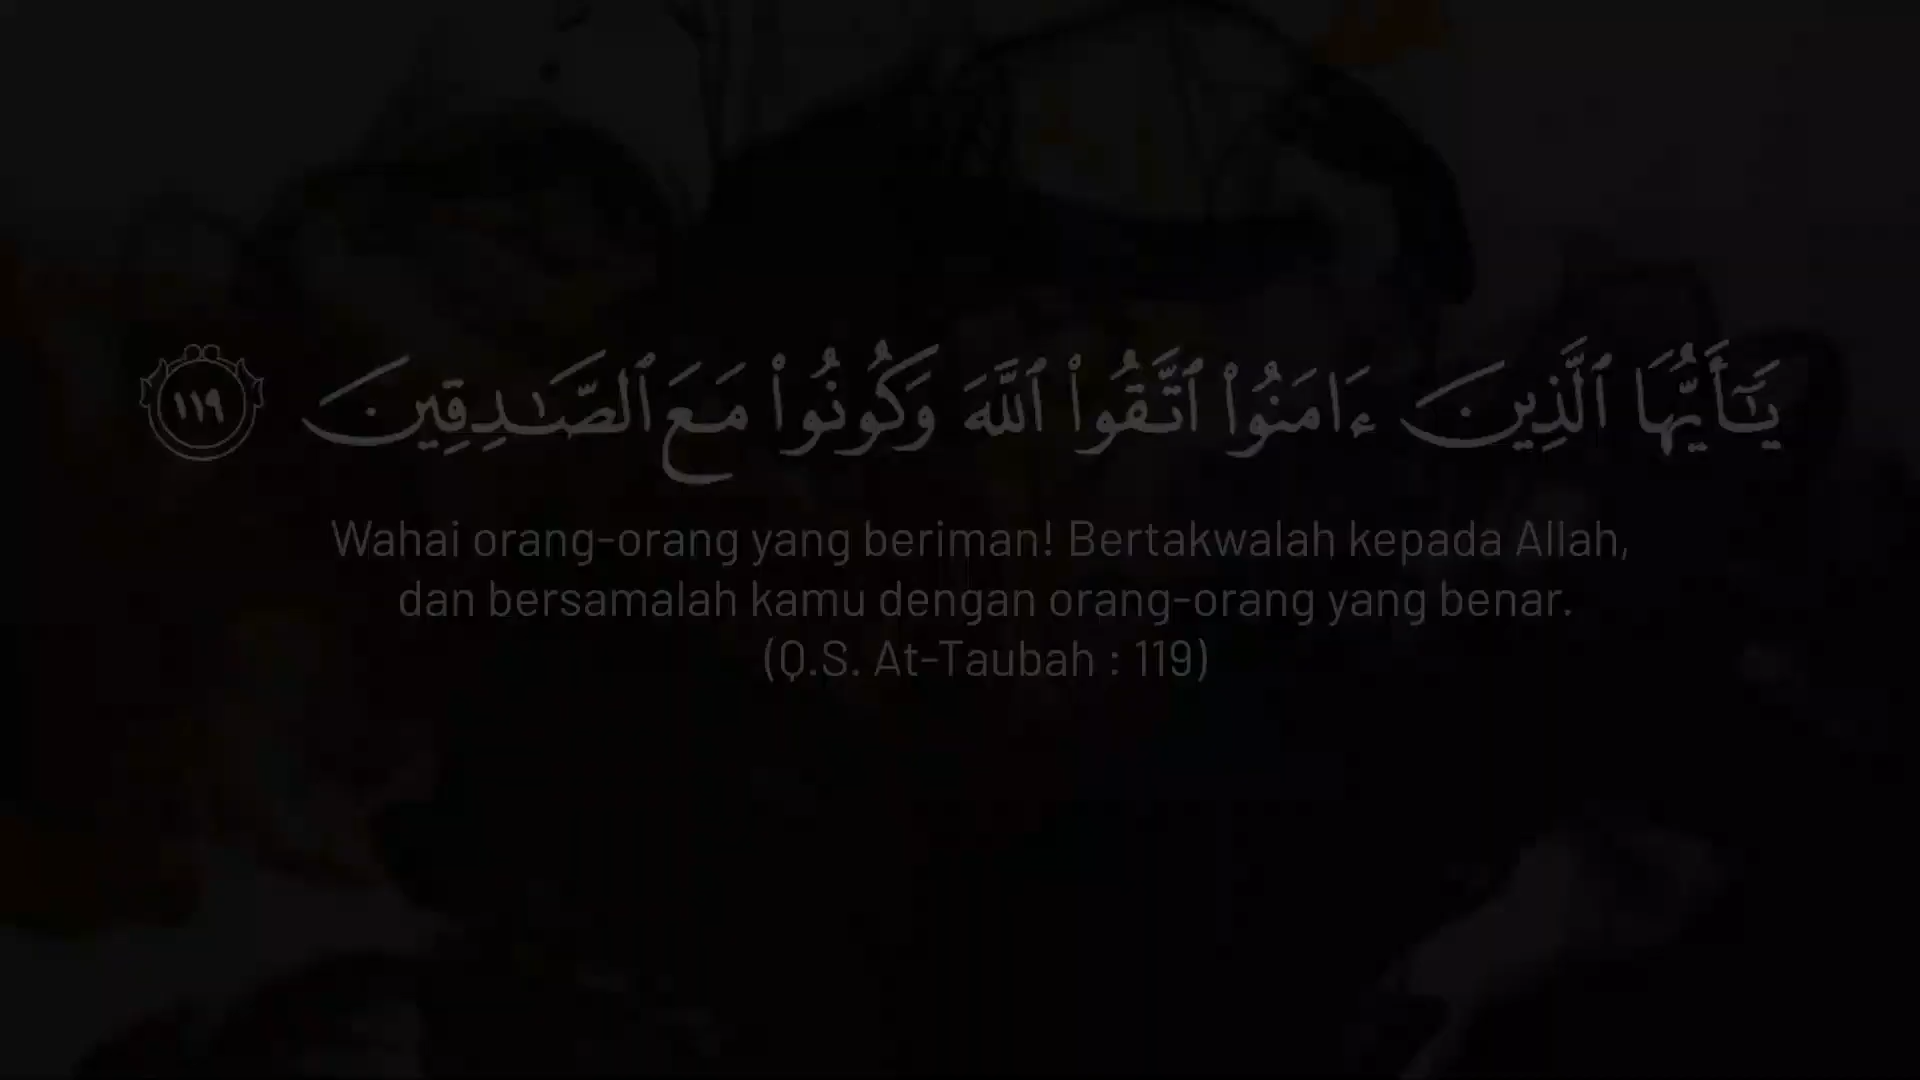 يَـٰٓأَيُّهَا ٱلَّذِينَ ءَامَنُوا۟ ٱتَّقُوا۟ ٱللَّهَ وَكُونُوا۟ مَعَ ٱلصَّـٰدِقِينَ ١١٩
Wahai orang-orang yang beriman! Bertakwalah kepada Allah,
dan bersamalah kamu dengan orang-orang yang benar.
(Q.S. At-Taubah : 119)